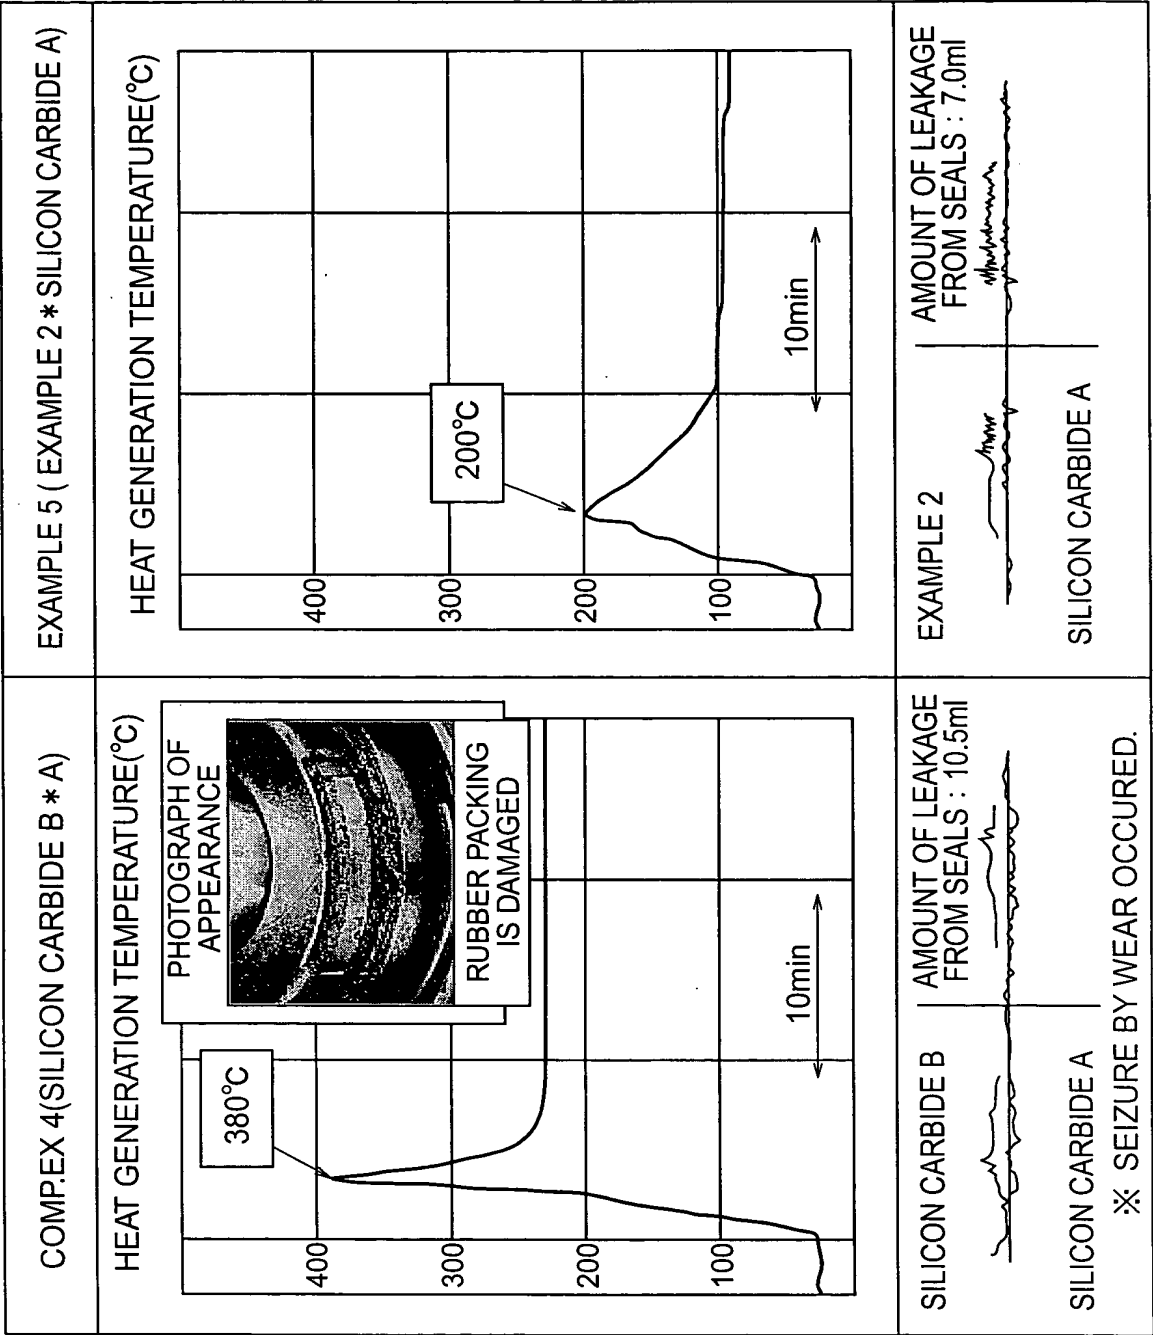 COMP.EX 4(SILICON CARBIDE B * A)
HEAT GENERATION TEMPERATURE(°C)
400
300
200
100
380°C
PHOTOGRAPH OF
APPEARANCE
RUBBER PACKING
IS DAMAGED
10min
SILICON CARBIDE B
AMOUNT OF LEAKAGE
FROM SEALS : 10.5ml
SILICON CARBIDE A
※ SEIZURE BY WEAR OCCURED.
EXAMPLE 5 ( EXAMPLE 2 * SILICON CARBIDE A)
HEAT GENERATION TEMPERATURE(°C)
400
300
200
100
200°C
10min
EXAMPLE 2
AMOUNT OF LEAKAGE
FROM SEALS : 7.0ml
SILICON CARBIDE A